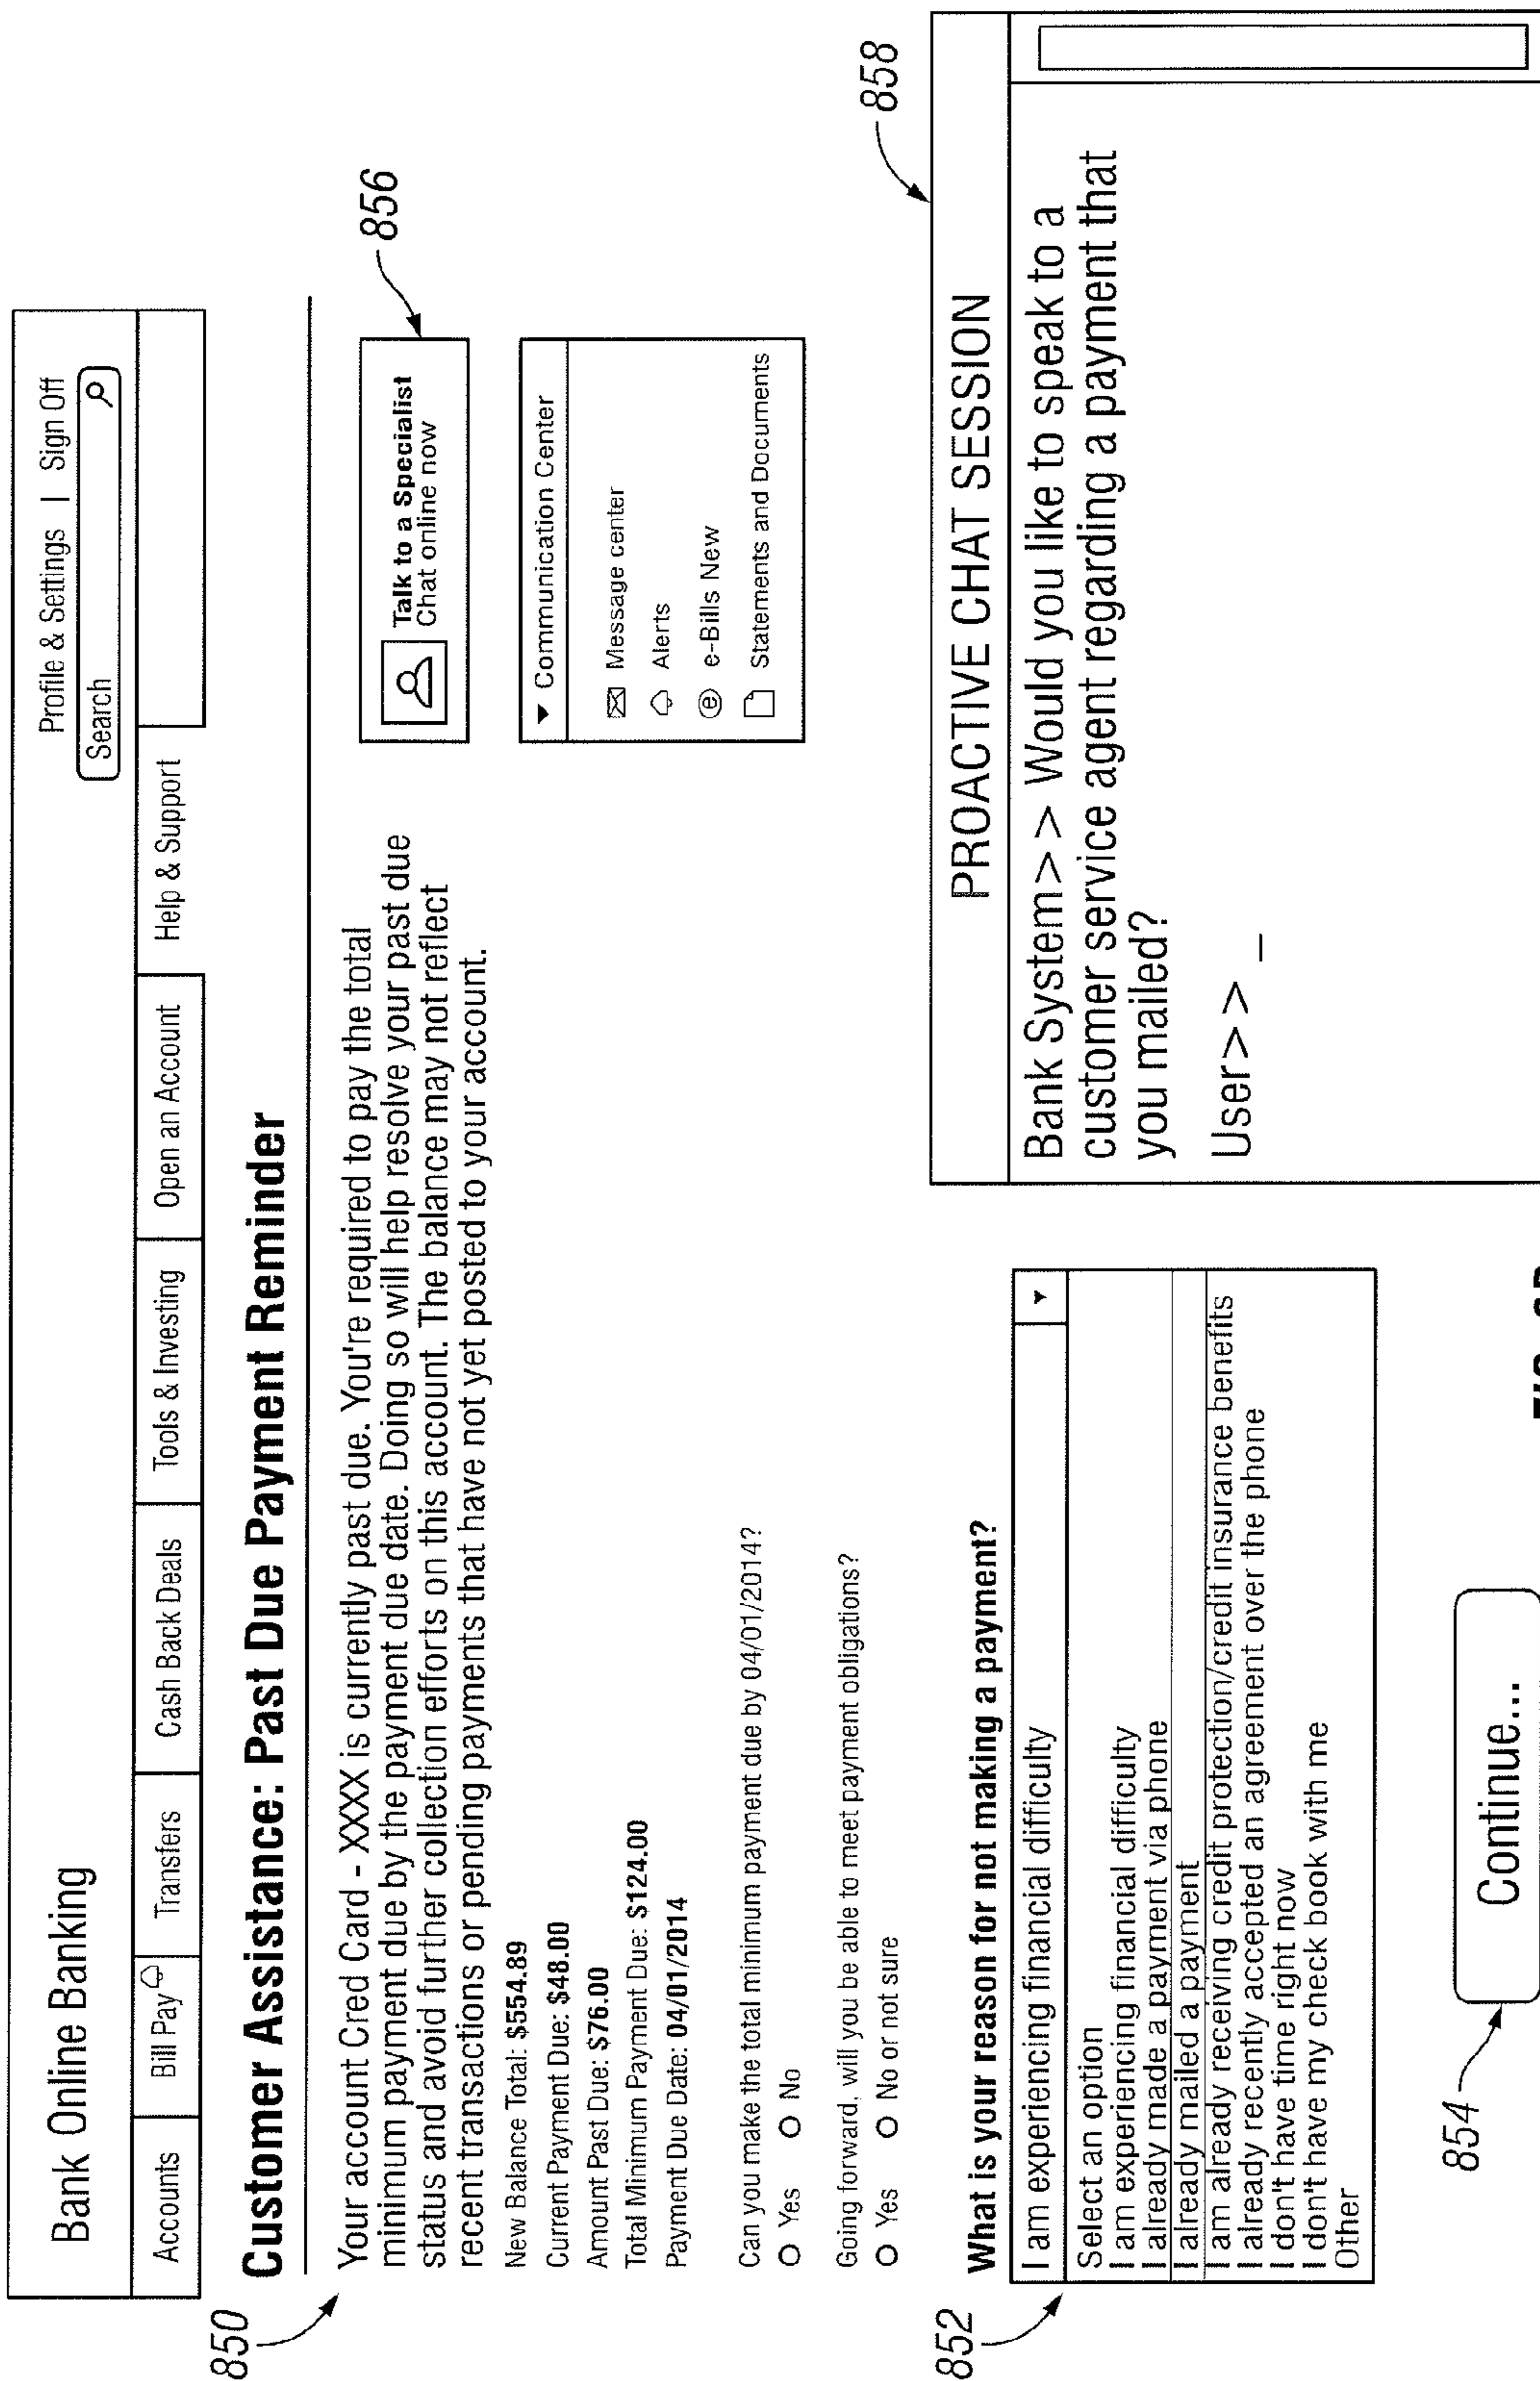 Bank Online Banking
Profile & Settings | Sign Off
Search
Accounts
Bill Pay
Transfers
Cash Back Deals
Tools & Investing
Open an Account
Help & Support
Customer Assistance: Past Due Payment Reminder
850
Your account Cred Card - XXXX is currently past due. You're required to pay the total
minimum payment due by the payment due date. Doing so will help resolve your past due
status and avoid further collection efforts on this account. The balance may not reflect
recent transactions or pending payments that have not yet posted to your account.
New Balance Total: $554.89
Current Payment Due: $48.00
Amount Past Due: $76.00
Total Minimum Payment Due: $124.00
Payment Due Date: 04/01/2014
Can you make the total minimum payment due by 04/01/2014?
O Yes O No
Going forward, will you be able to meet payment obligations?
O Yes O No or not sure
856
Talk to a Specialist
Chat online now
▼ Communication Center
Message center
Alerts
e e-Bills New
Statements and Documents
What is your reason for not making a payment?
852
I am experiencing financial difficulty
Select an option
I am experiencing financial difficulty
I already made a payment via phone
I already mailed a payment
I am already receiving credit protection/credit insurance benefits
I already recently accepted an agreement over the phone
I don't have time right now
I don't have my check book with me
Other
854
Continue...
858
PROACTIVE CHAT SESSION
Bank System>> Would you like to speak to a
customer service agent regarding a payment that
you mailed?
User>> _